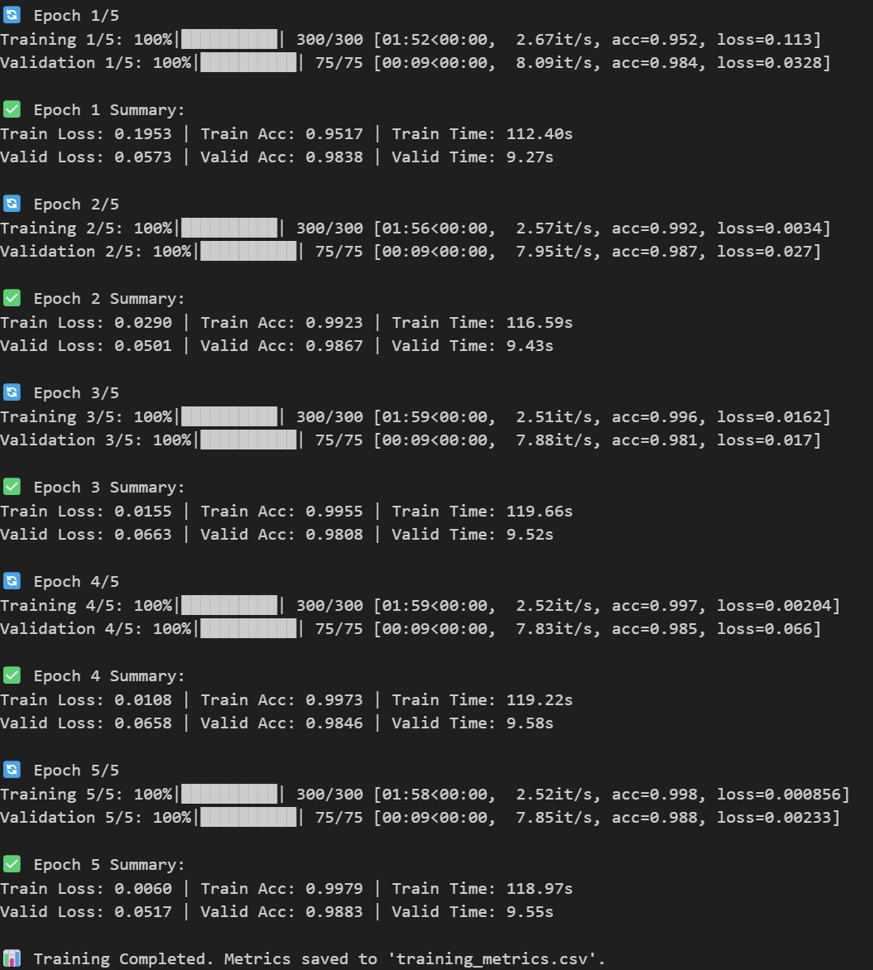 🔄 Epoch 1/5
Training 1/5: 100%|██████████| 300/300 [01:52<00:00,  2.67it/s, acc=0.952, loss=0.113]
Validation 1/5: 100%|██████████| 75/75 [00:09<00:00,  8.09it/s, acc=0.984, loss=0.0328]
✅ Epoch 1 Summary:
Train Loss: 0.1953 | Train Acc: 0.9517 | Train Time: 112.40s
Valid Loss: 0.0573 | Valid Acc: 0.9838 | Valid Time: 9.27s
🔄 Epoch 2/5
Training 2/5: 100%|██████████| 300/300 [01:56<00:00,  2.57it/s, acc=0.992, loss=0.0034]
Validation 2/5: 100%|██████████| 75/75 [00:09<00:00,  7.95it/s, acc=0.987, loss=0.027]
✅ Epoch 2 Summary:
Train Loss: 0.0290 | Train Acc: 0.9923 | Train Time: 116.59s
Valid Loss: 0.0501 | Valid Acc: 0.9867 | Valid Time: 9.43s
🔄 Epoch 3/5
Training 3/5: 100%|██████████| 300/300 [01:59<00:00,  2.51it/s, acc=0.996, loss=0.0162]
Validation 3/5: 100%|██████████| 75/75 [00:09<00:00,  7.88it/s, acc=0.981, loss=0.017]
✅ Epoch 3 Summary:
Train Loss: 0.0155 | Train Acc: 0.9955 | Train Time: 119.66s
Valid Loss: 0.0663 | Valid Acc: 0.9808 | Valid Time: 9.52s
🔄 Epoch 4/5
Training 4/5: 100%|██████████| 300/300 [01:59<00:00,  2.52it/s, acc=0.997, loss=0.00204]
Validation 4/5: 100%|██████████| 75/75 [00:09<00:00,  7.83it/s, acc=0.985, loss=0.066]
✅ Epoch 4 Summary:
Train Loss: 0.0108 | Train Acc: 0.9973 | Train Time: 119.22s
Valid Loss: 0.0658 | Valid Acc: 0.9846 | Valid Time: 9.58s
🔄 Epoch 5/5
Training 5/5: 100%|██████████| 300/300 [01:58<00:00,  2.52it/s, acc=0.998, loss=0.000856]
Validation 5/5: 100%|██████████| 75/75 [00:09<00:00,  7.85it/s, acc=0.988, loss=0.00233]
✅ Epoch 5 Summary:
Train Loss: 0.0060 | Train Acc: 0.9979 | Train Time: 118.97s
Valid Loss: 0.0517 | Valid Acc: 0.9883 | Valid Time: 9.55s
📊 Training Completed. Metrics saved to 'training_metrics.csv'.